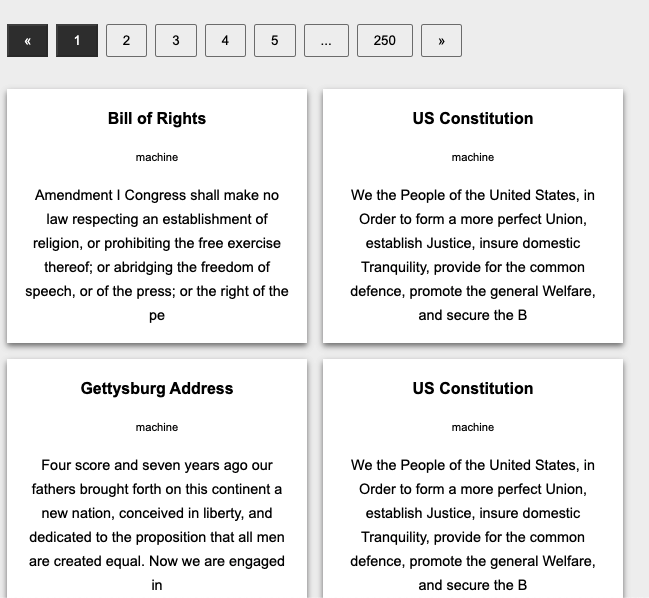 « 1 2 3 4 5 ... 250 »
Bill of Rights
machine
Amendment I Congress shall make no
law respecting an establishment of
religion, or prohibiting the free exercise
thereof; or abridging the freedom of
speech, or of the press; or the right of the
pe
US Constitution
machine
We the People of the United States, in
Order to form a more perfect Union,
establish Justice, insure domestic
Tranquility, provide for the common
defence, promote the general Welfare,
and secure the B
Gettysburg Address
machine
Four score and seven years ago our
fathers brought forth on this continent a
new nation, conceived in liberty, and
dedicated to the proposition that all men
are created equal. Now we are engaged
in
US Constitution
machine
We the People of the United States, in
Order to form a more perfect Union,
establish Justice, insure domestic
Tranquility, provide for the common
defence, promote the general Welfare,
and secure the B